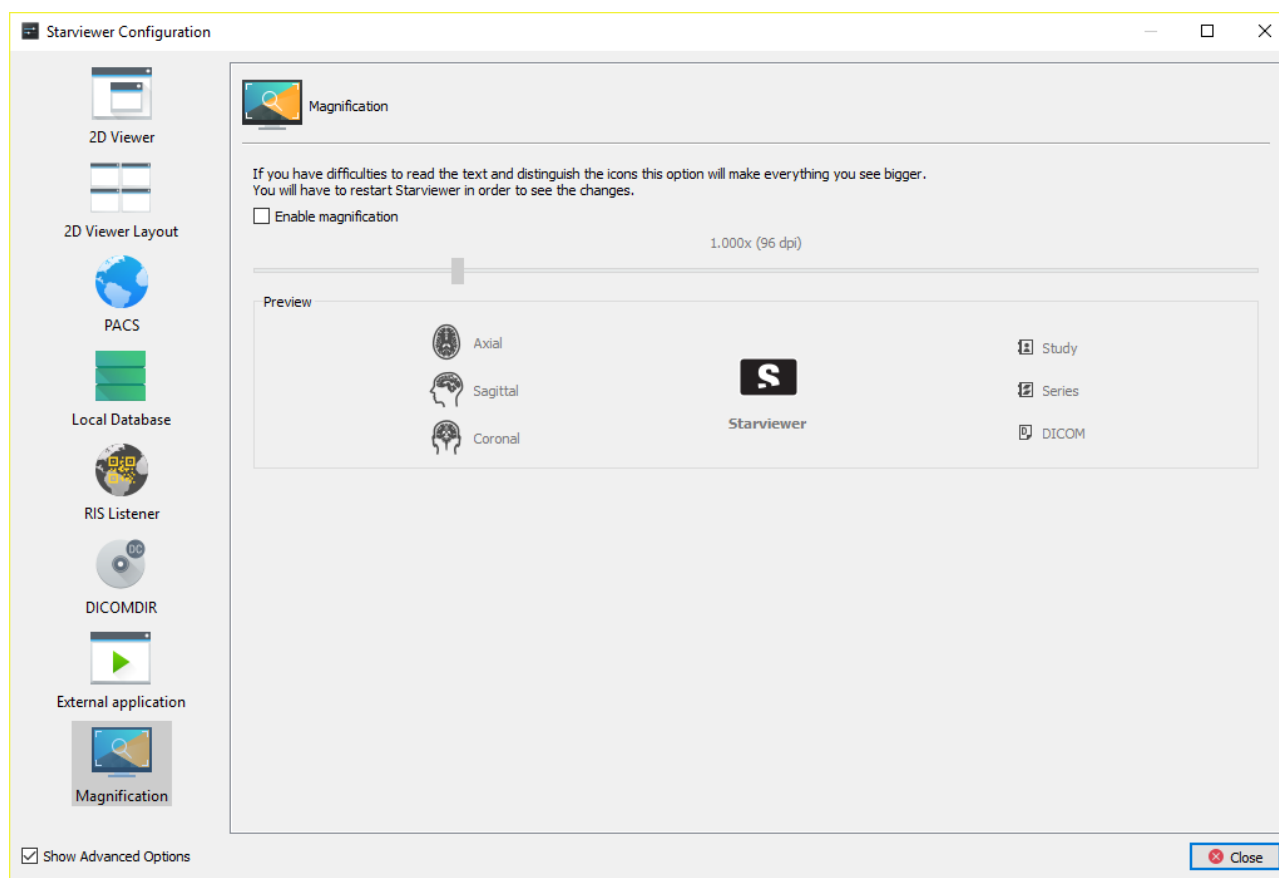 Starviewer Configuration
2D Viewer
2D Viewer Layout
PACS
Local Database
RIS Listener
DC
DICOMDIR
External application
Magnification
Magnification
If you have difficulties to read the text and distinguish the icons this option will make everything you see bigger.
You will have to restart Starviewer in order to see the changes.
Enable magnification
1.000x (96 dpi)
Preview
Axial
Sagittal
Coronal
S
Starviewer
Study
Series
D
DICOM
Show Advanced Options
Close